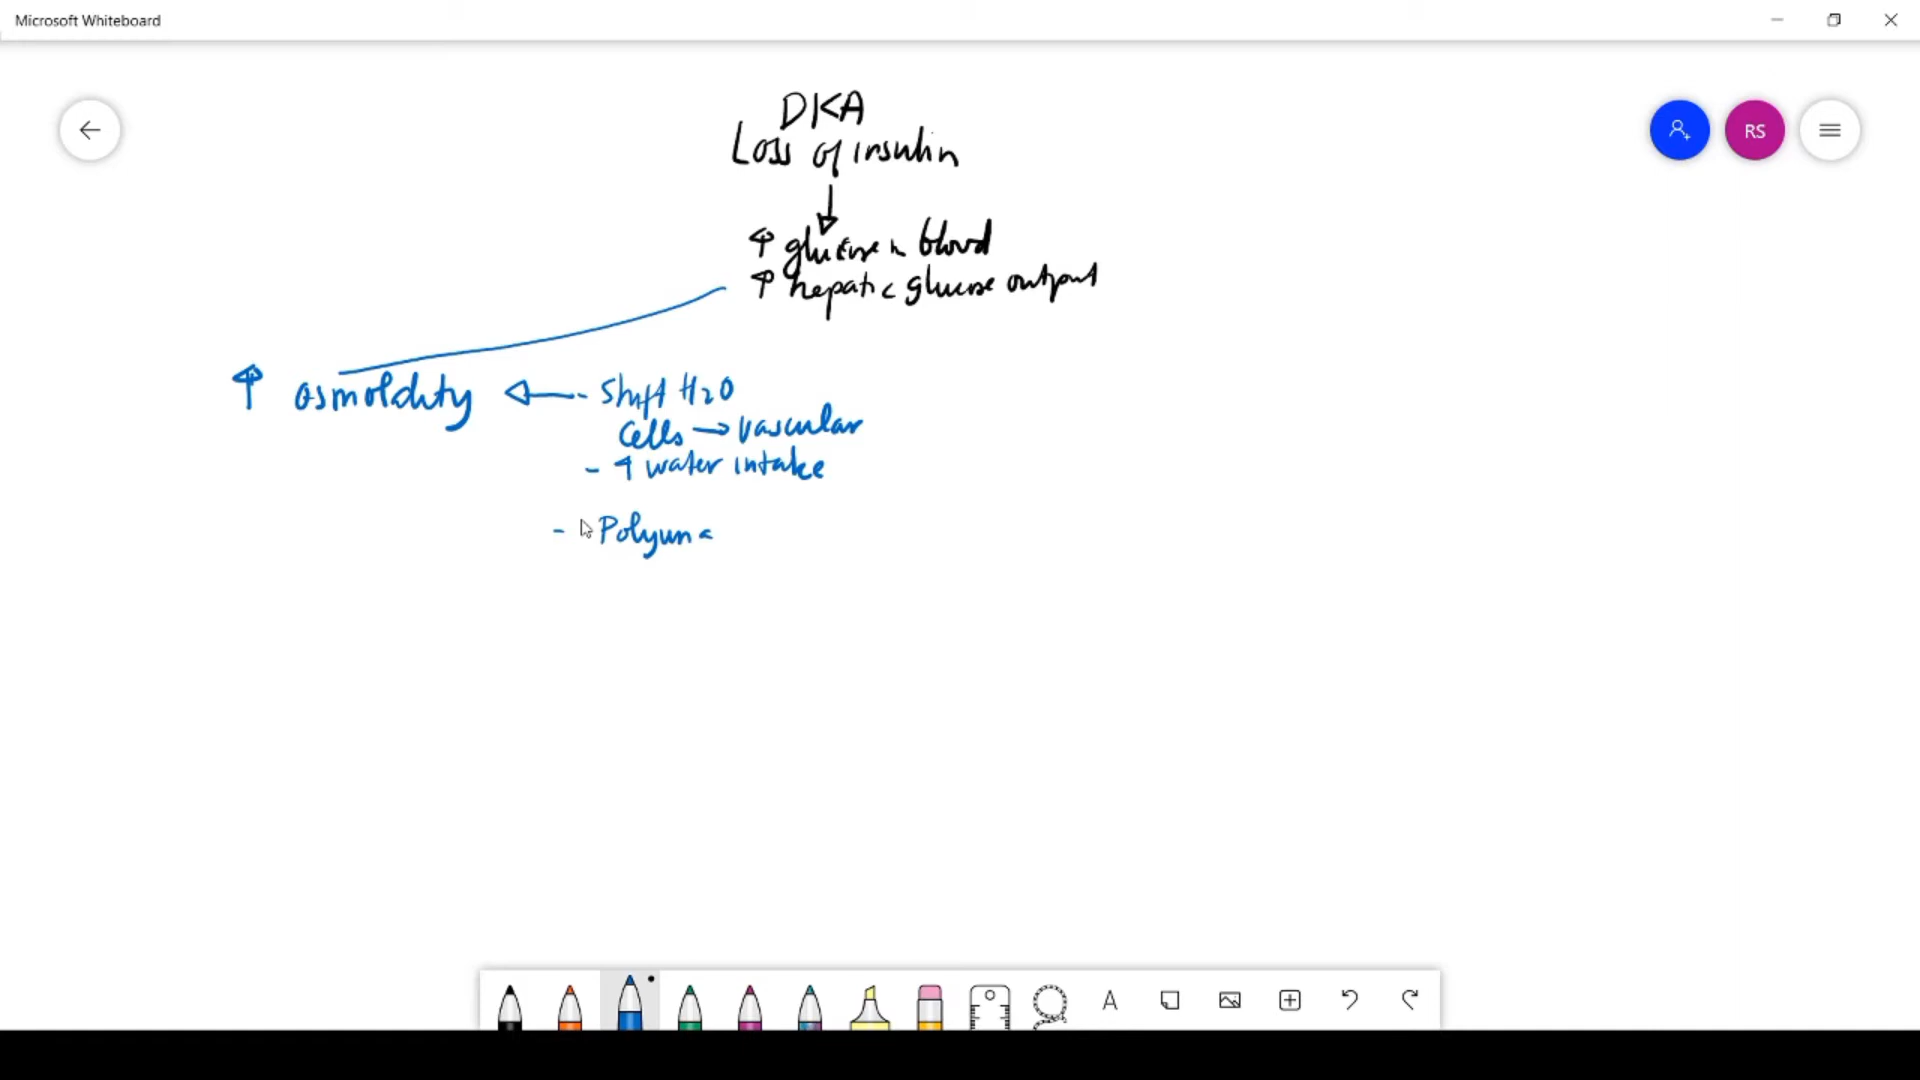 Microsoft Whiteboard
RS
DKA
Loss of insulin
↑ glucose in blood
↑ hepatic glucose output
↑ osmolality ← - Shift H2O
Cells → vascular
- ↑ water intake
- Polyuria
A